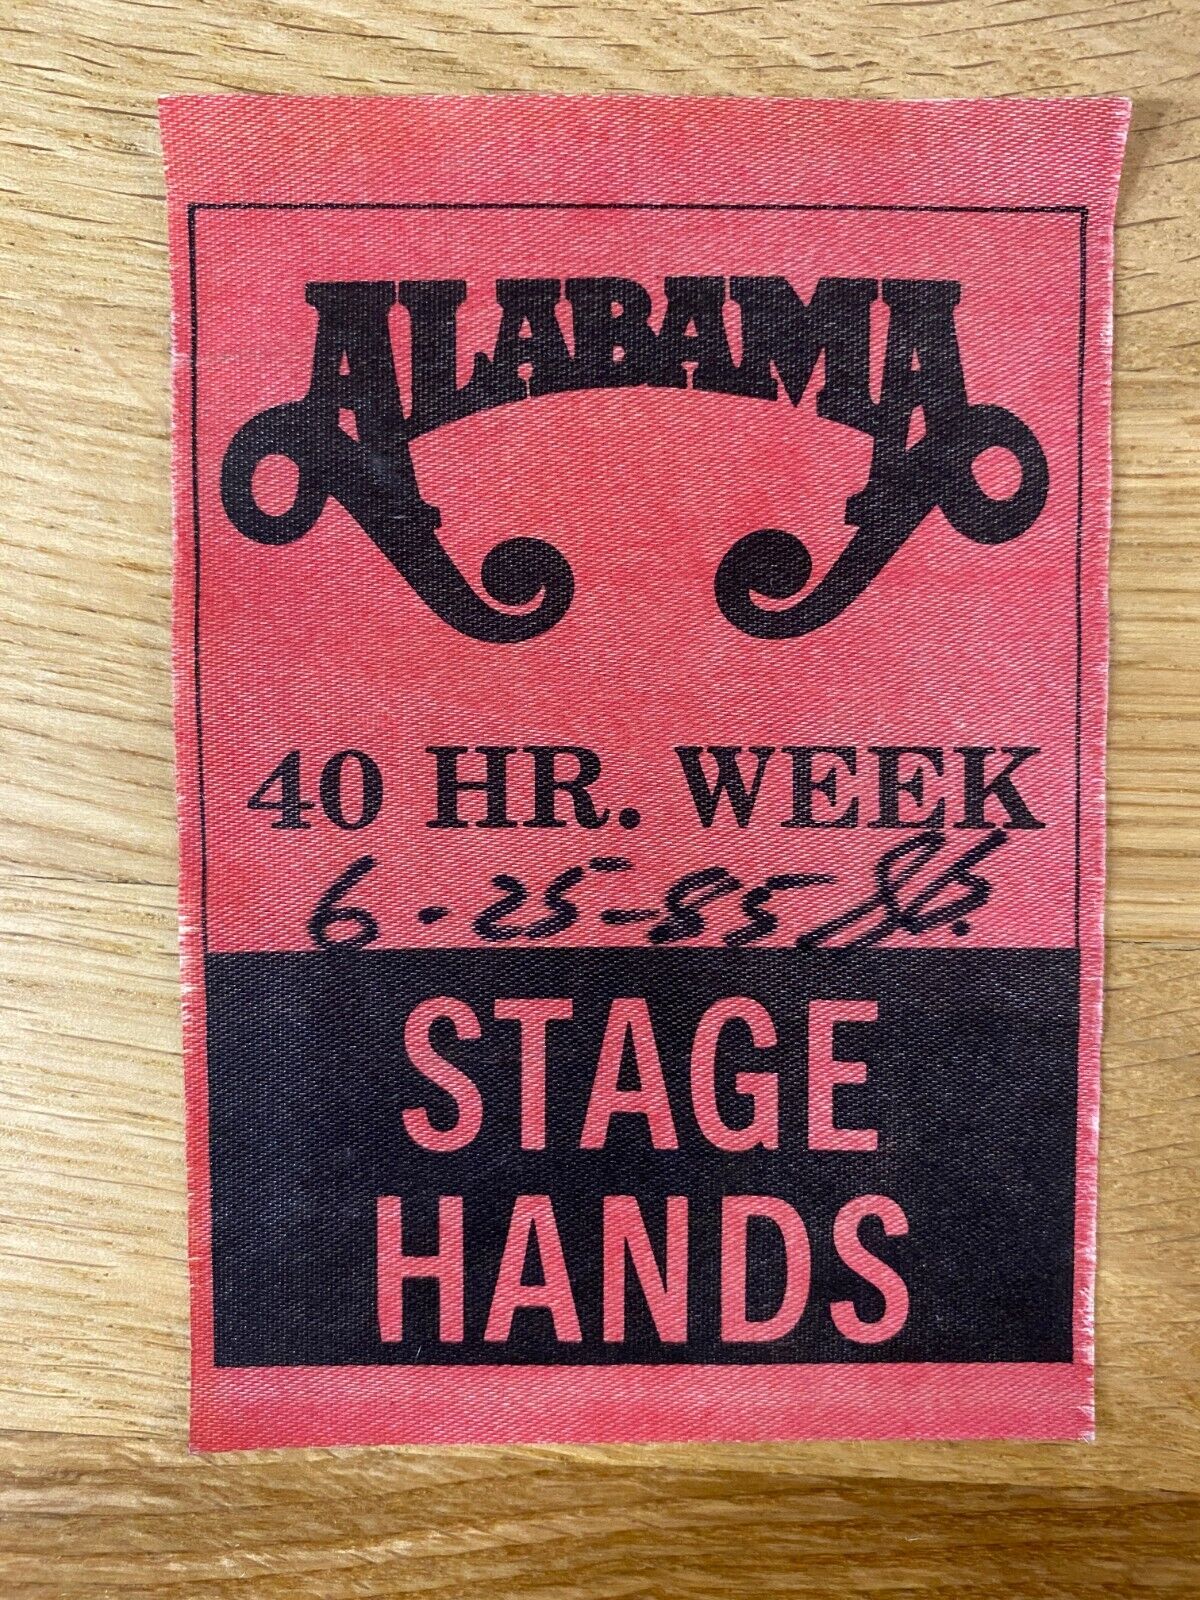 ALABAMA
40 HR. WEEK
6-25-85
STAGE
HANDS